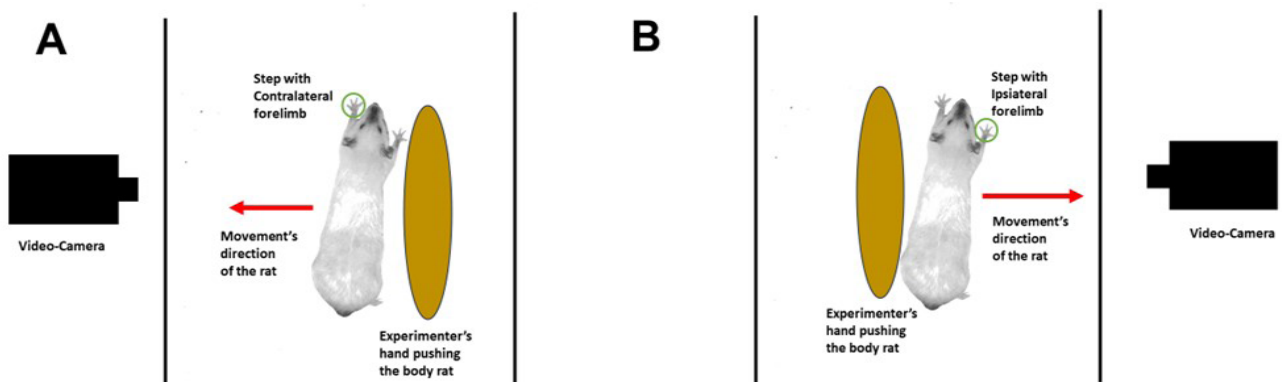 A
Step with
Contralateral
forelimb
Video-Camera
Movement's
direction
of the rat
Experimenter's
hand pushing
the body rat
B
Step with
Ipsiateral
forelimb
Movement's
direction
of the rat
Video-Camera
Experimenter's
hand pushing
the body rat